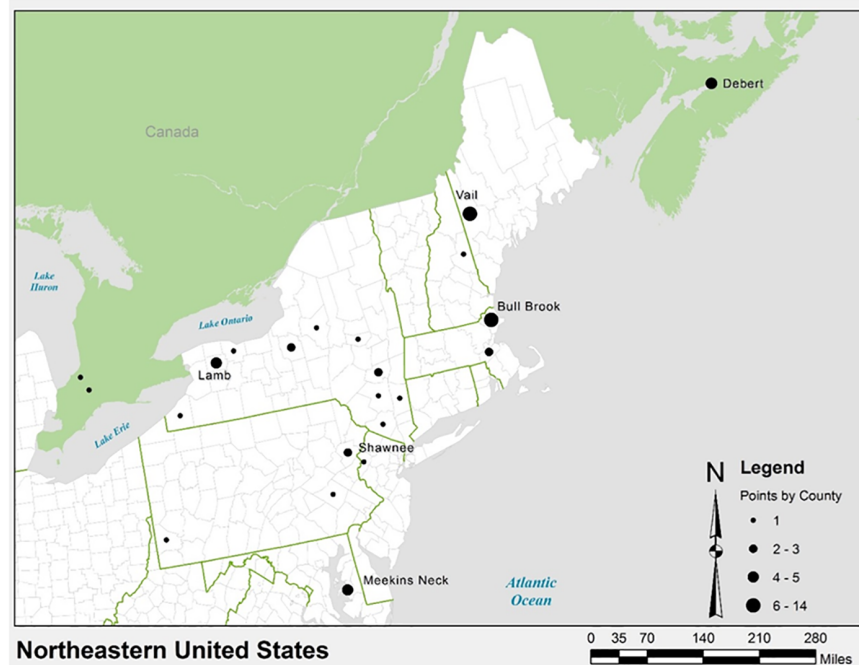 Debert
Canada
Vail
Lake
Huron
Bull Brook
Lake Ontario
Lamb
Lake Erie
Shawnee
N
Legend
Points by County
1
2 - 3
4 - 5
6 - 14
Meekins Neck
Atlantic
Ocean
Northeastern United States
0 35 70 140 210 280
Miles